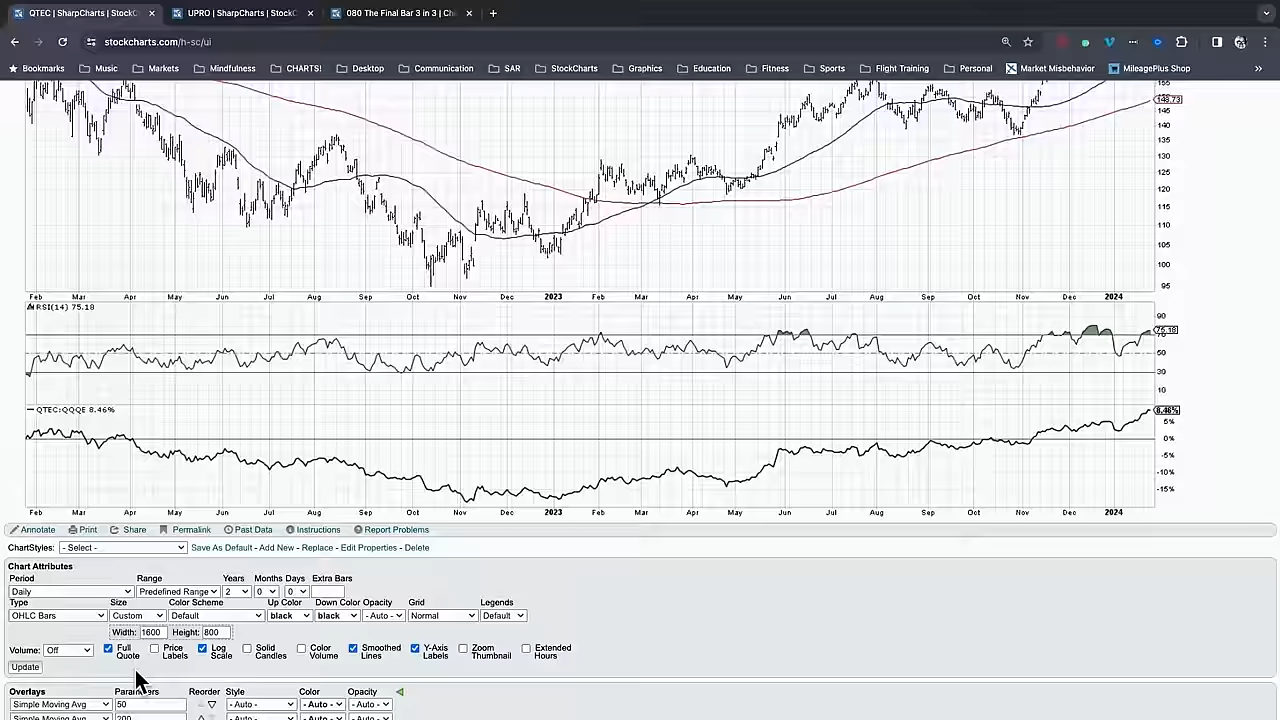 QTEC | SharpCharts | StockC × UPRO | SharpCharts | StockC × 080 The Final Bar 3 in 3 | Ch × +
stockcharts.com/h-sc/ui
Bookmarks Music Markets Mindfulness CHARTS! Desktop Communication SAR StockCharts Graphics Education Fitness Sports Flight Training Personal Market Misbehavior MileagePlus Shop »
155
148.73
145
140
135
130
125
120
115
110
105
100
95
Feb Mar Apr May Jun Jul Aug Sep Oct Nov Dec 2023 Feb Mar Apr May Jun Jul Aug Sep Oct Nov Dec 2024
RSI(14) 75.18
90
75.18
50
30
10
QTEC:QQQE 8.46%
8.46%
5%
0%
-5%
-10%
-15%
Feb Mar Apr May Jun Jul Aug Sep Oct Nov Dec 2023 Feb Mar Apr May Jun Jul Aug Sep Oct Nov Dec 2024
Annotate Print Share Permalink Past Data Instructions Report Problems
ChartStyles: - Select - Save As Default - Add New - Replace - Edit Properties - Delete
Chart Attributes
Period Range Years Months Days Extra Bars
Daily Predefined Range 2 0 0
Type Size Color Scheme Up Color Down Color Opacity Grid Legends
OHLC Bars Custom Default black black - Auto - Normal Default
Width: 1600 Height: 800
Volume: Off Full Quote Price Labels Log Scale Solid Candles Color Volume Smoothed Lines Y-Axis Labels Zoom Thumbnail Extended Hours
Update
Overlays Reorder Style Color Opacity
Simple Moving Avg 50 - Auto - - Auto - - Auto -
Simple Moving Avg 200 - Auto - - Auto - - Auto -